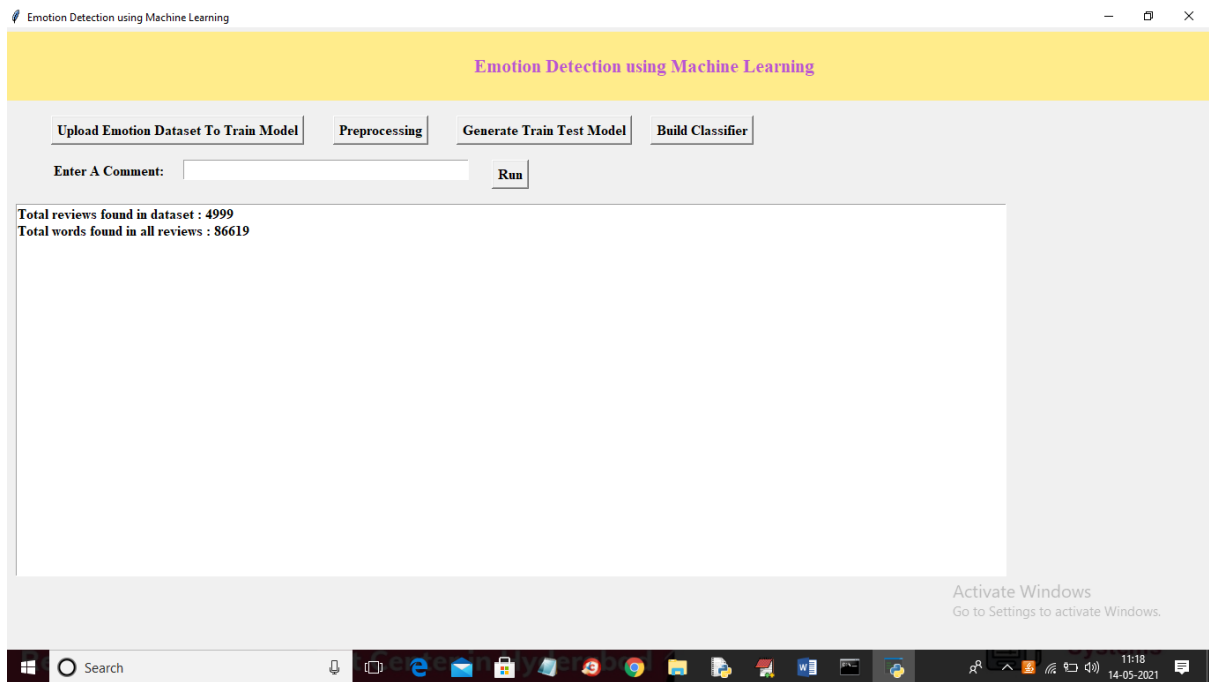 Emotion Detection using Machine Learning
Emotion Detection using Machine Learning
Upload Emotion Dataset To Train Model Preprocessing Generate Train Test Model Build Classifier
Enter A Comment: Run
Total reviews found in dataset : 4999
Total words found in all reviews : 86619
Activate Windows
Go to Settings to activate Windows.
Search
11:18
14-05-2021